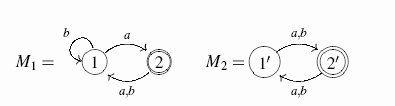 b a a,b
M₁ = 1 2 M₂ = 1′ 2′
a,b a,b